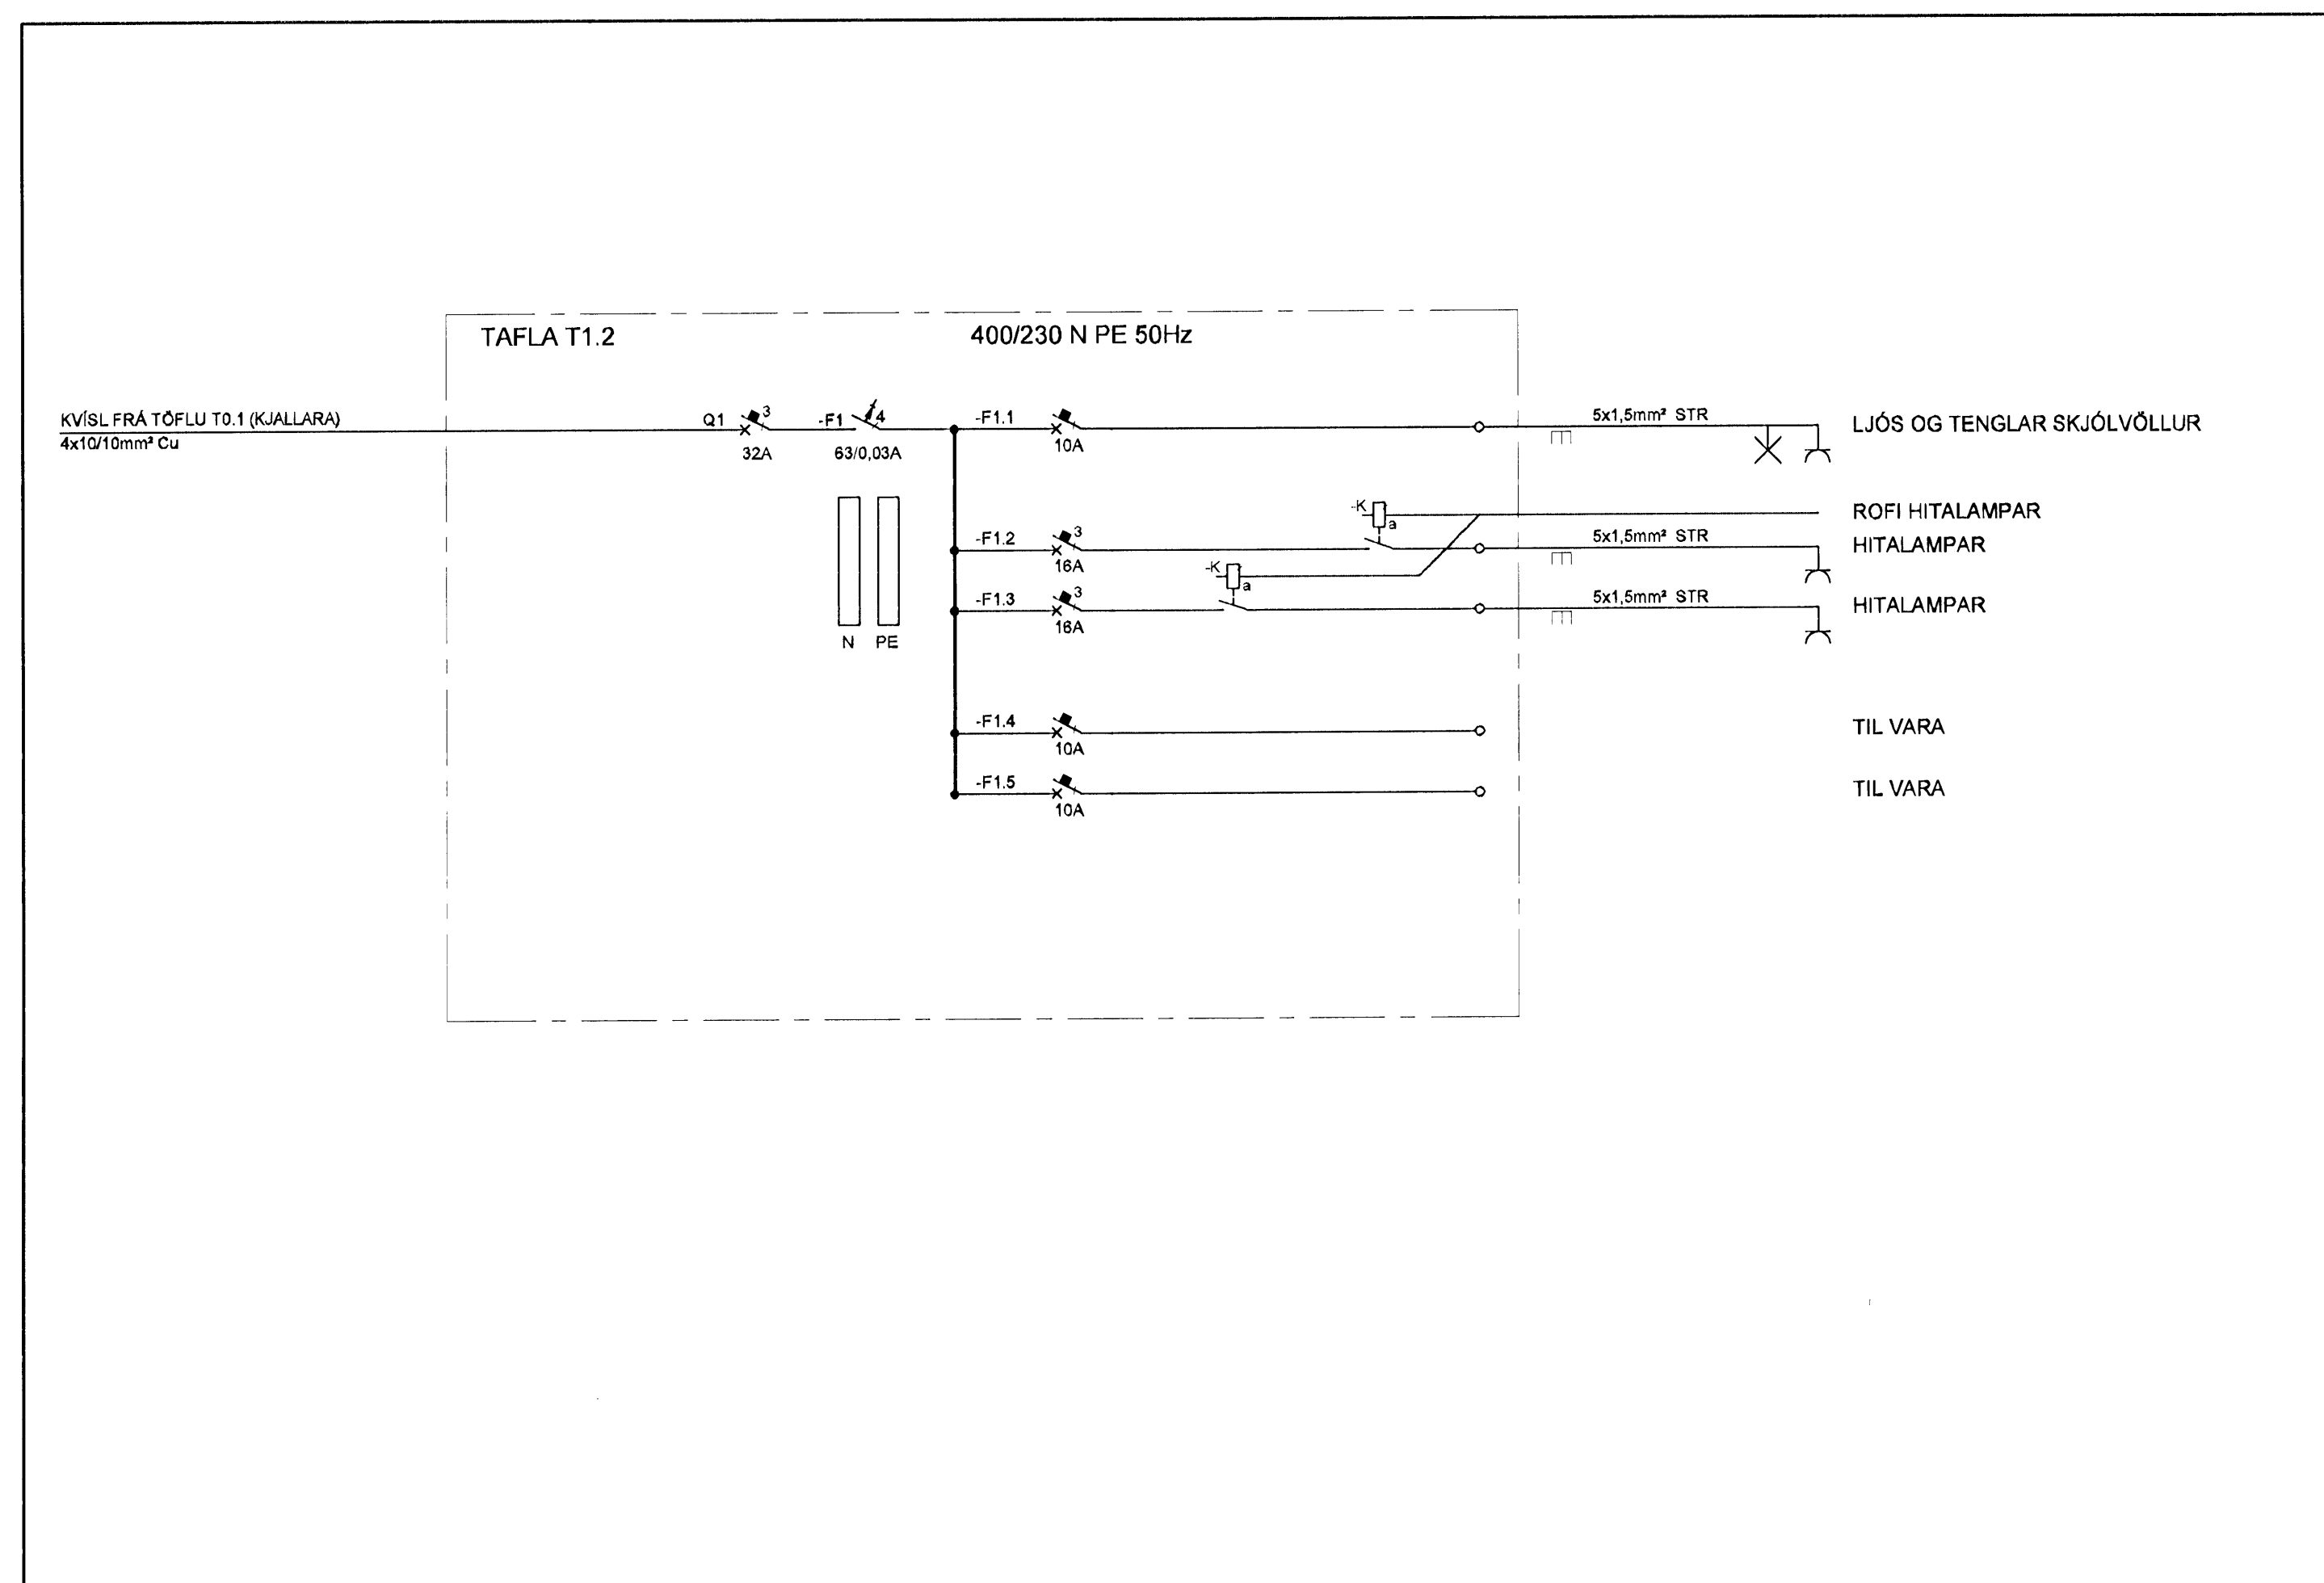 TAFLA T1.2
400/230 N PE 50Hz
KVÍSL FRÁ TÖFLU T0.1 (KJALLARA)
4x10/10mm² Cu
Q1
3
32A
-F1
4
63/0,03A
N
PE
-F1.1
10A
5x1,5mm² STR
LJÓS OG TENGLAR SKJÓLVÖLLUR
-K
a
ROFI HITALAMPAR
-F1.2
3
16A
5x1,5mm² STR
HITALAMPAR
-K
a
-F1.3
3
16A
5x1,5mm² STR
HITALAMPAR
-F1.4
10A
TIL VARA
-F1.5
10A
TIL VARA